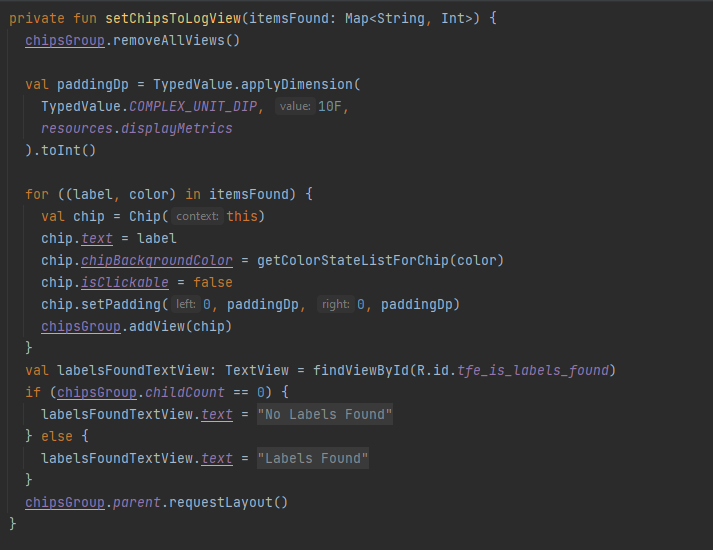 private fun setChipsToLogView(itemsFound: Map<String, Int>) {
chipsGroup.removeAllViews()
val paddingDp = TypedValue.applyDimension(
TypedValue.COMPLEX_UNIT_DIP, value: 10F,
resources.displayMetrics
).toInt()
for ((label, color) in itemsFound) {
val chip = Chip( context: this)
chip.text = label
chip.chipBackgroundColor = getColorStateListForChip(color)
chip.isClickable = false
chip.setPadding( left: 0, paddingDp, right: 0, paddingDp)
chipsGroup.addView(chip)
}
val labelsFoundTextView: TextView = findViewById(R.id.tfe_is_labels_found)
if (chipsGroup.childCount == 0) {
labelsFoundTextView.text = "No Labels Found"
} else {
labelsFoundTextView.text = "Labels Found"
}
chipsGroup.parent.requestLayout()
}